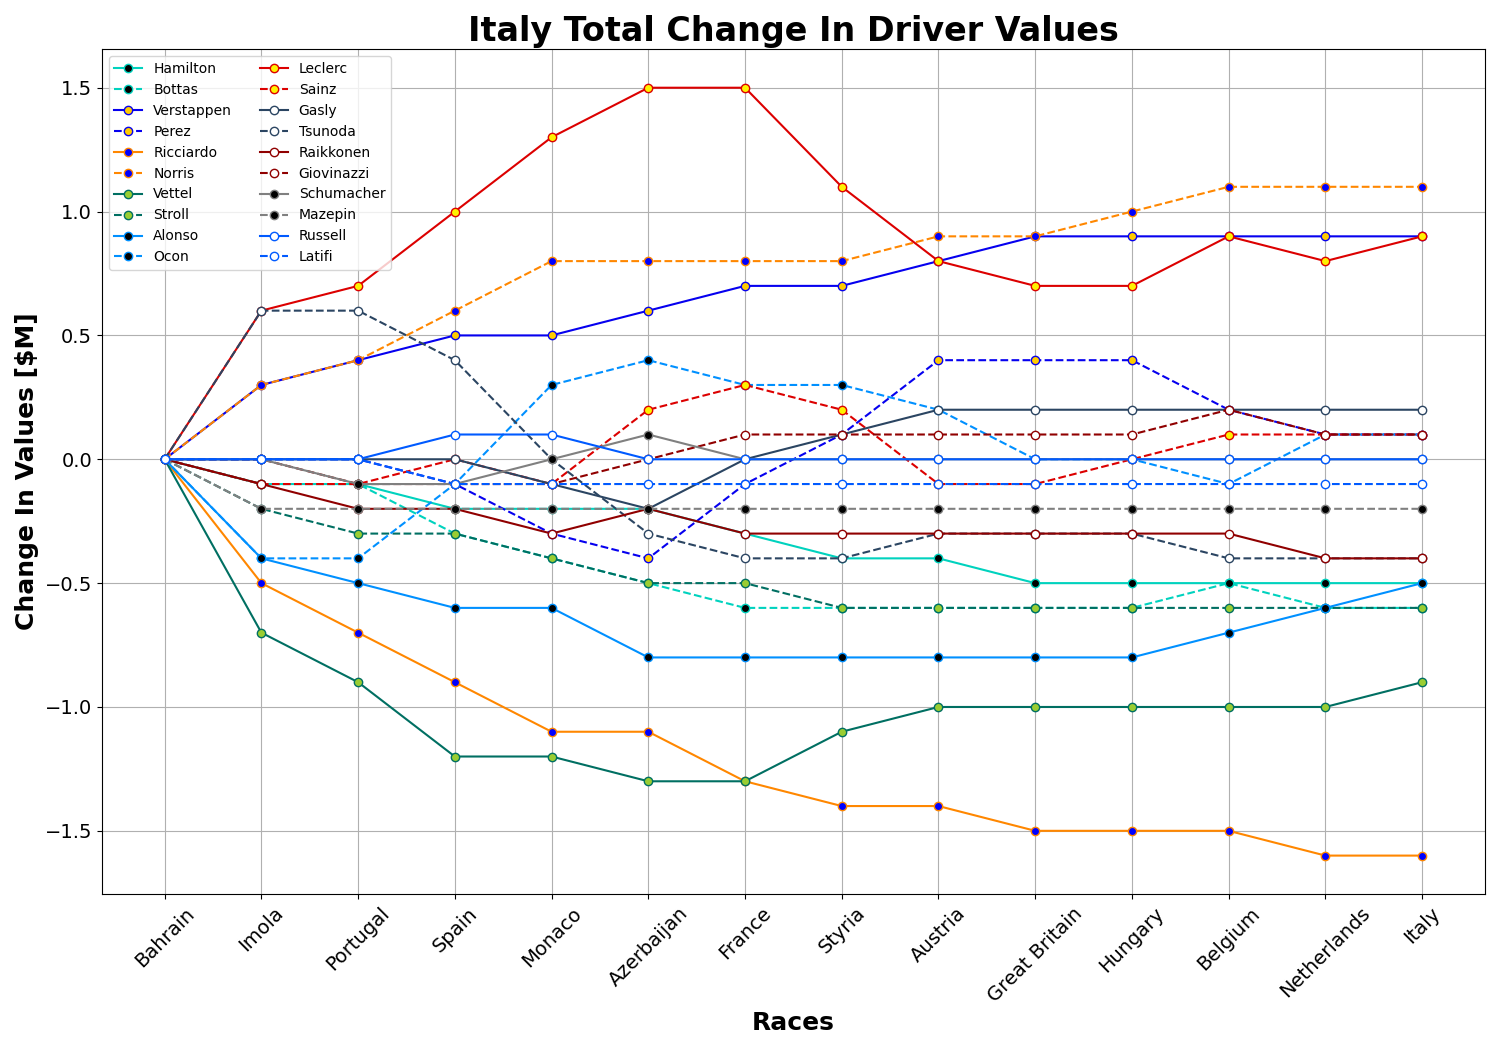 Italy Total Change In Driver Values
Hamilton
Bottas
Verstappen
Perez
Ricciardo
Norris
Vettel
Stroll
Alonso
Ocon
Leclerc
Sainz
Gasly
Tsunoda
Raikkonen
Giovinazzi
Schumacher
Mazepin
Russell
Latifi
Change In Values [$M]
1.5
1.0
0.5
0.0
−0.5
−1.0
−1.5
Bahrain
Imola
Portugal
Spain
Monaco
Azerbaijan
France
Styria
Austria
Great Britain
Hungary
Belgium
Netherlands
Italy
Races